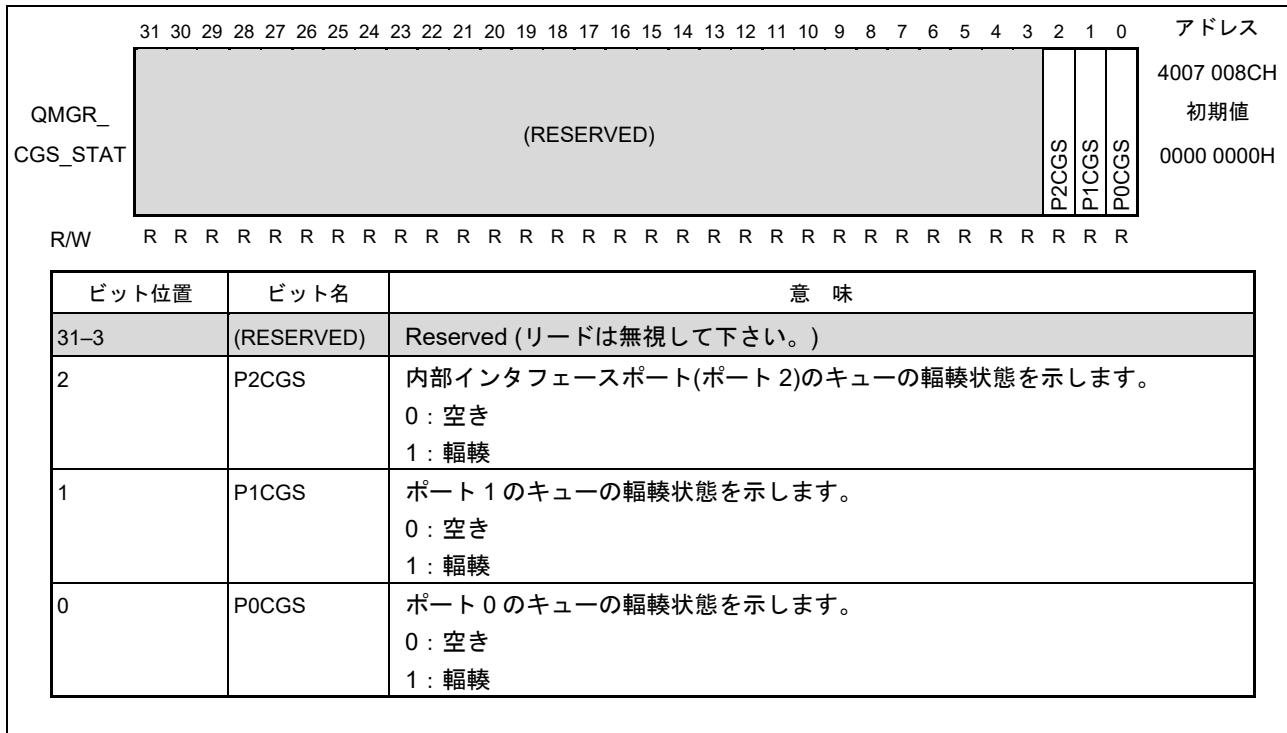 31 30 29 28 27 26 25 24 23 22 21 20 19 18 17 16 15 14 13 12 11 10 9 8 7 6 5 4 3 2 1 0 アドレス
4007 008CH
QMGR_
初期値
(RESERVED)
CGS_STAT
P2CGS
P1CGS
P0CGS
0000 0000H
R/W R R R R R R R R R R R R R R R R R R R R R R R R R R R R R R R R
ビット位置 ビット名 意 味
31–3 (RESERVED) Reserved (リードは無視して下さい。)
2 P2CGS 内部インタフェースポート(ポート 2)のキューの輻輳状態を示します。
0：空き
1：輻輳
1 P1CGS ポート 1 のキューの輻輳状態を示します。
0：空き
1：輻輳
0 P0CGS ポート 0 のキューの輻輳状態を示します。
0：空き
1：輻輳